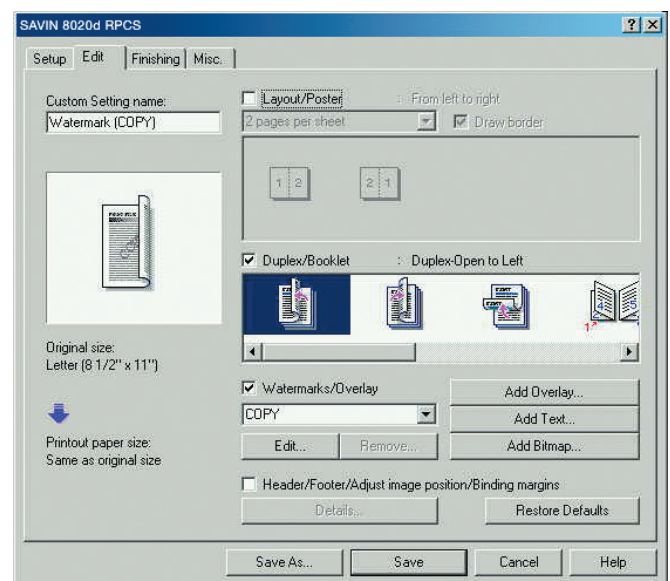 SAVIN 8020d RPCS
Setup Edit Finishing Misc.
Custom Setting name:
Watermark (COPY)
COPY
Original size:
Letter (8 1/2" x 11")
Printout paper size:
Same as original size
Layout/Poster : From left to right
2 pages per sheet Draw border
1 2 2 1
Duplex/Booklet : Duplex-Open to Left
Watermarks/Overlay
COPY
Edit... Remove...
Add Overlay...
Add Text...
Add Bitmap...
Header/Footer/Adjust image position/Binding margins
Details... Restore Defaults
Save As... Save Cancel Help